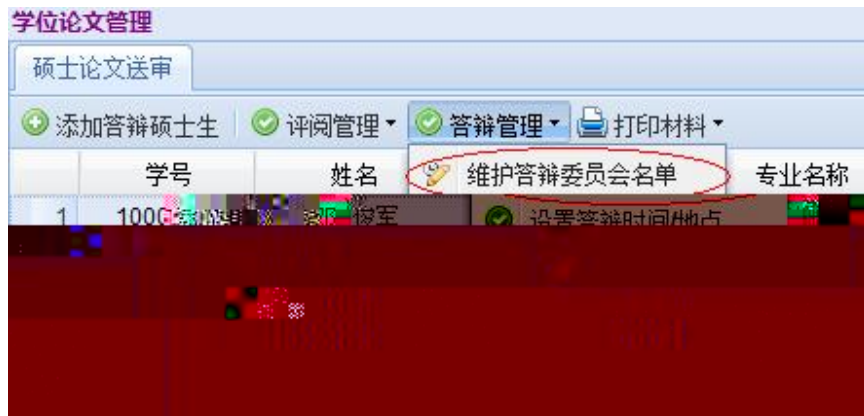 学位论文管理
硕士论文送审
添加答辩硕士生 评阅管理 答辩管理 打印材料
学号 姓名 维护答辩委员会名单 专业名称
1 1000 俊军 设置答辩时间/地点